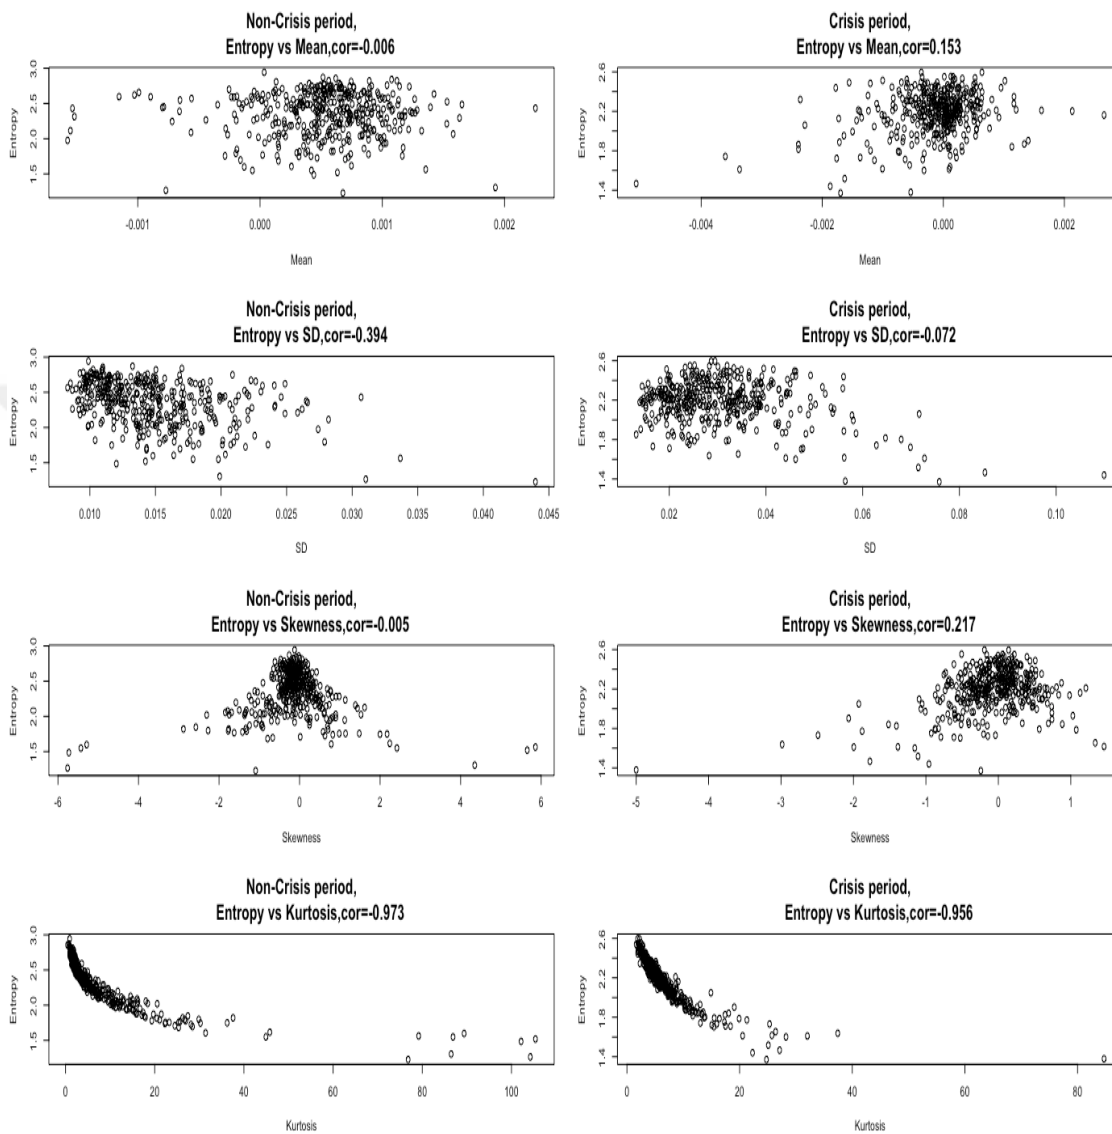 Non-Crisis period,
Entropy vs Mean,cor=-0.006
Entropy
3.0
2.5
2.0
1.5
-0.001 0.000 0.001 0.002
Mean
Crisis period,
Entropy vs Mean,cor=0.153
Entropy
2.6
2.2
1.8
1.4
-0.004 -0.002 0.000 0.002
Mean
Non-Crisis period,
Entropy vs SD,cor=-0.394
Entropy
3.0
2.5
2.0
1.5
0.010 0.015 0.020 0.025 0.030 0.035 0.040 0.045
SD
Crisis period,
Entropy vs SD,cor=-0.072
Entropy
2.6
2.2
1.8
1.4
0.02 0.04 0.06 0.08 0.10
SD
Non-Crisis period,
Entropy vs Skewness,cor=-0.005
Entropy
3.0
2.5
2.0
1.5
-6 -4 -2 0 2 4 6
Skewness
Crisis period,
Entropy vs Skewness,cor=0.217
Entropy
2.6
2.2
1.8
1.4
-5 -4 -3 -2 -1 0 1
Skewness
Non-Crisis period,
Entropy vs Kurtosis,cor=-0.973
Entropy
3.0
2.5
2.0
1.5
0 20 40 60 80 100
Kurtosis
Crisis period,
Entropy vs Kurtosis,cor=-0.956
Entropy
2.6
2.2
1.8
1.4
0 20 40 60 80
Kurtosis